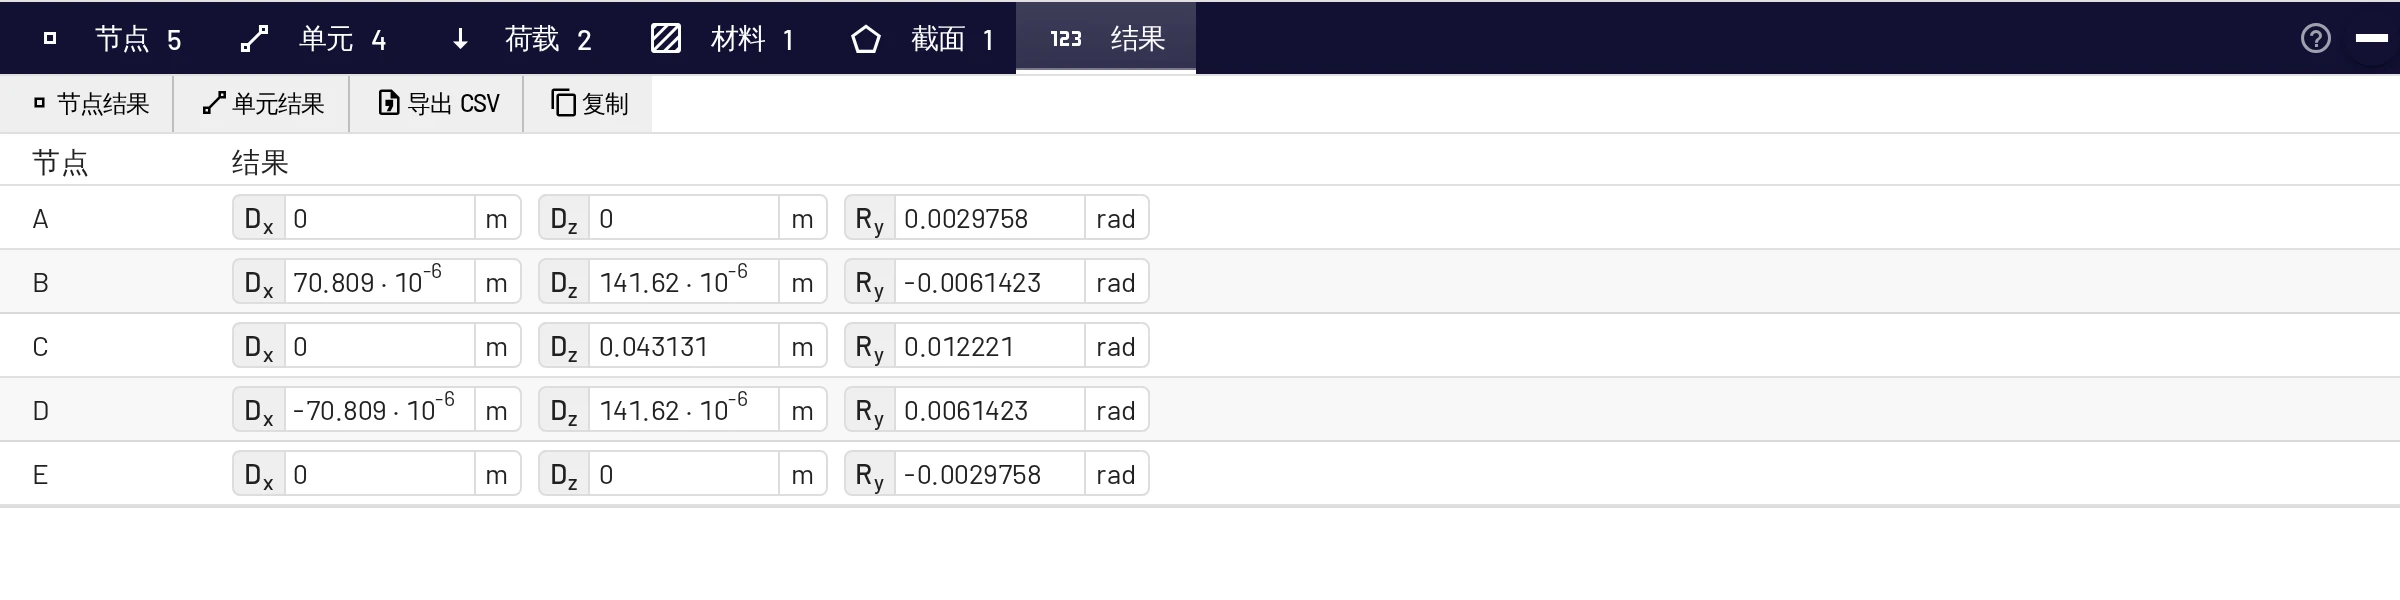 节点 5 单元 4 荷载 2 材料 1 截面 1 123 结果
节点结果 单元结果 导出 CSV 复制
节点 结果
A Dx 0 m Dz 0 m Ry 0.0029758 rad
B Dx 70.809 · 10⁻⁶ m Dz 141.62 · 10⁻⁶ m Ry -0.0061423 rad
C Dx 0 m Dz 0.043131 m Ry 0.012221 rad
D Dx -70.809 · 10⁻⁶ m Dz 141.62 · 10⁻⁶ m Ry 0.0061423 rad
E Dx 0 m Dz 0 m Ry -0.0029758 rad